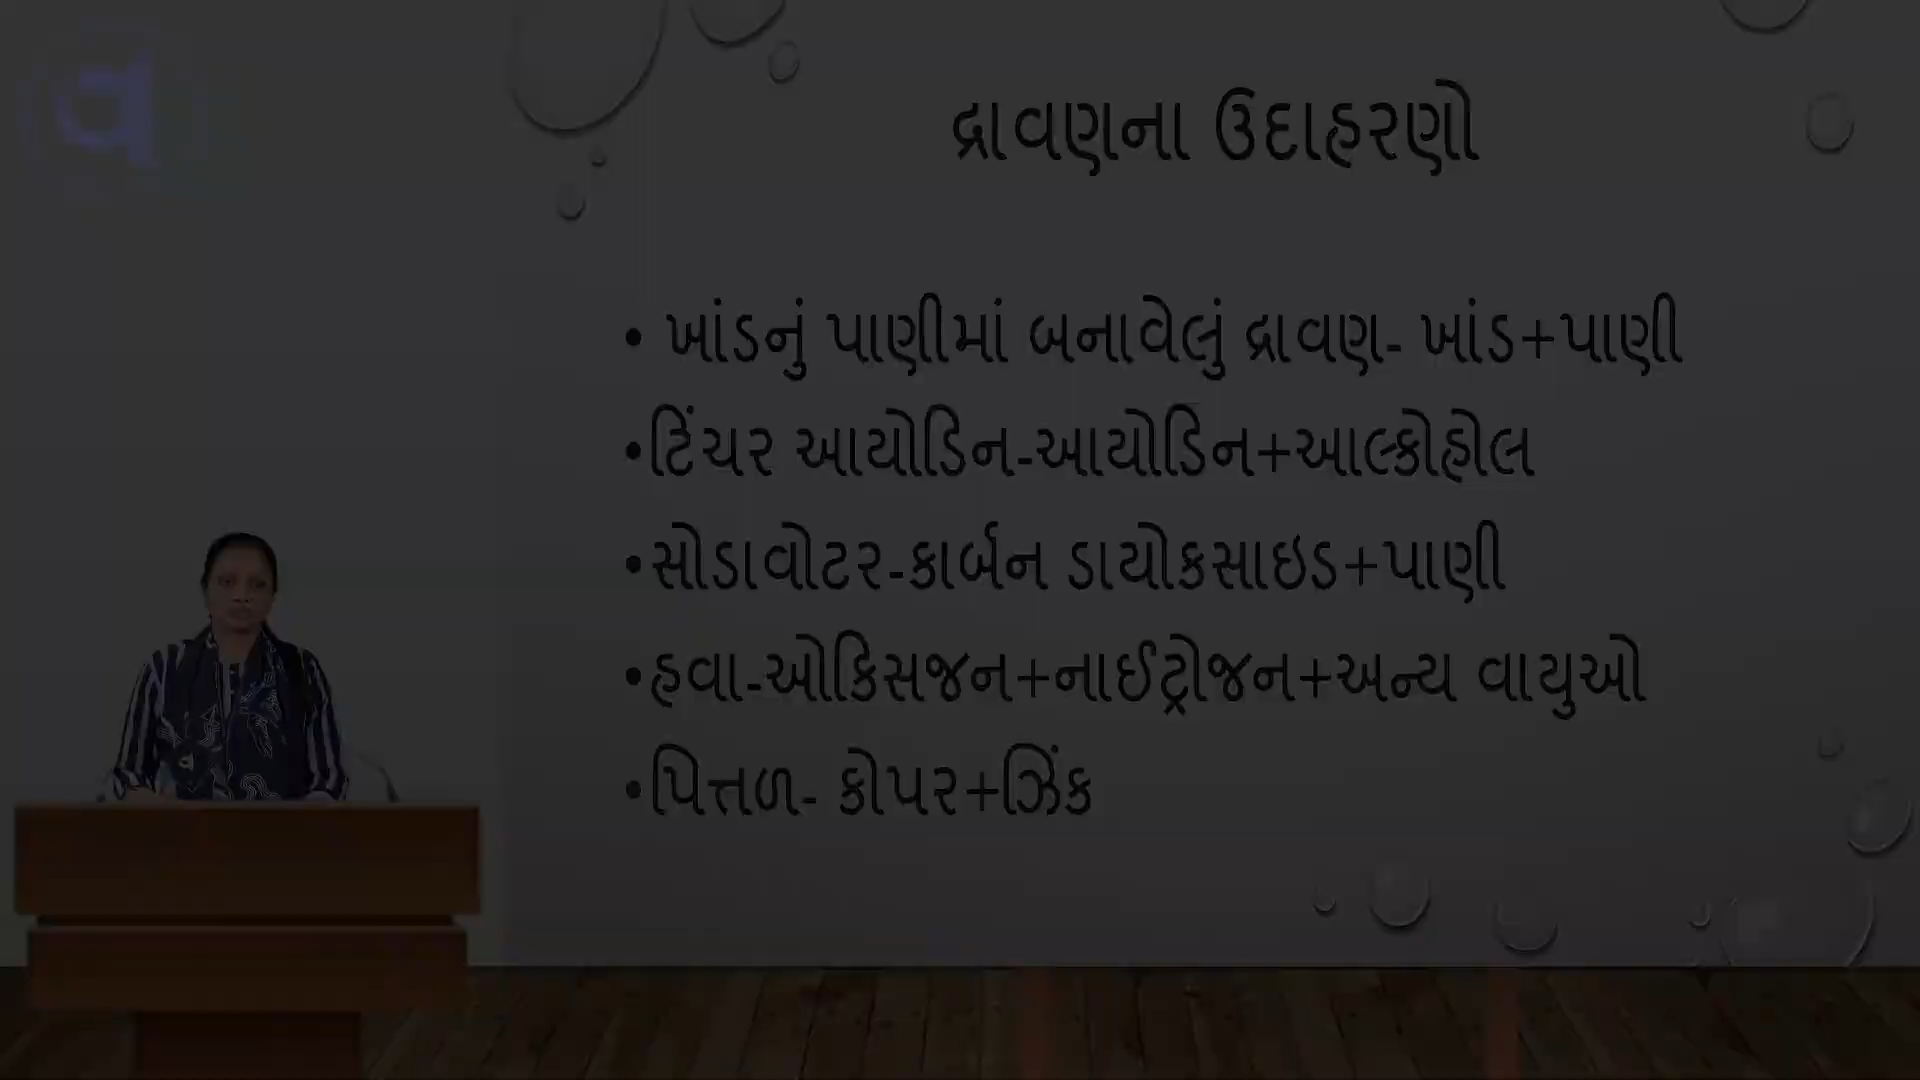 દ્રાવણના ઉદાહરણો
• ખાંડનું પાણીમાં બનાવેલું દ્રાવણ- ખાંડ+પાણી
•ટિંચર આયોડિન-આયોડિન+આલ્કોહોલ
•સોડાવોટર-કાર્બન ડાયોકસાઇડ+પાણી
•હવા-ઓકિસજન+નાઈટ્રોજન+અન્ય વાયુઓ
•પિત્તળ- કોપર+ઝિંક